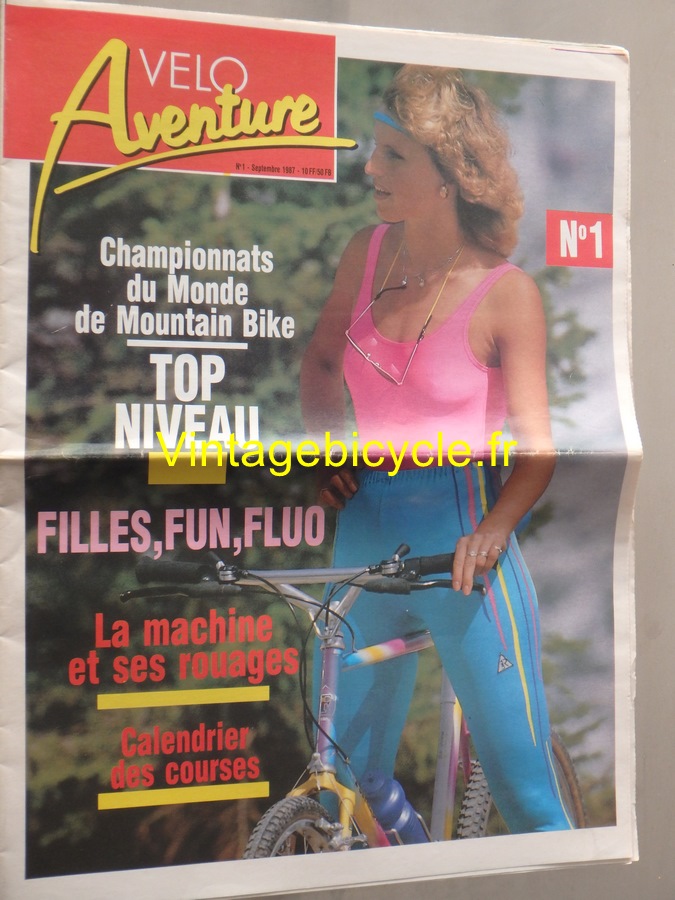 VELO
Aventure
N°1 - Septembre 1987 - 10 FF/50 FB
N°1
Championnats
du Monde
de Mountain Bike
TOP
NIVEAU
Vintagebicycle.fr
FILLES,FUN,FLUO
La machine
et ses rouages
Calendrier
des courses